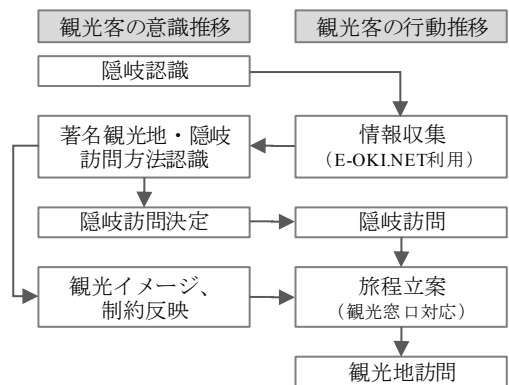 観光客の意識推移
観光客の行動推移
隠岐認識
著名観光地・隠岐
訪問方法認識
情報収集
（E-OKI.NET利用）
隠岐訪問決定
隠岐訪問
観光イメージ、
制約反映
旅程立案
（観光窓口対応）
観光地訪問